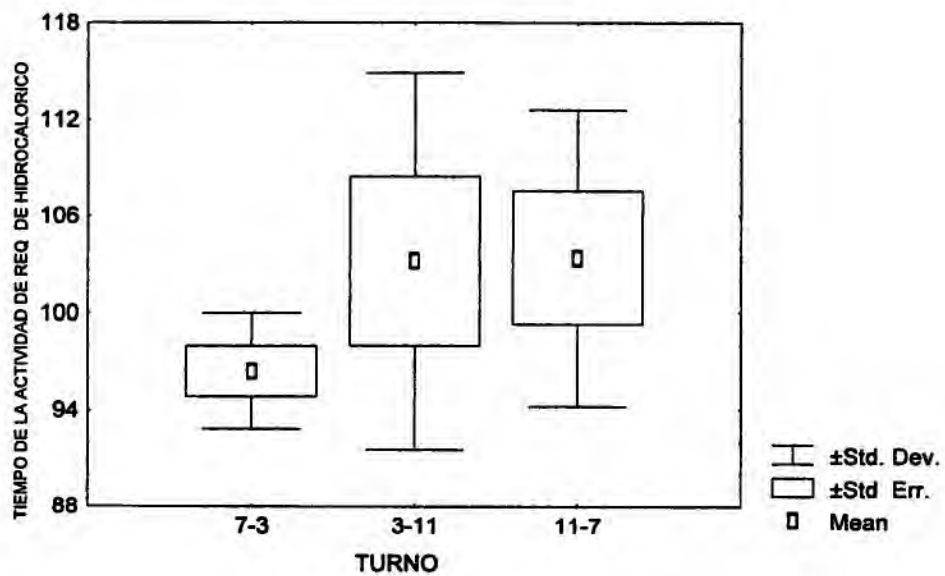 TIEMPO DE LA ACTIVIDAD DE REQ. DE HIDROCALORICO
118
112
106
100
94
88
7-3
3-11
11-7
TURNO
±Std. Dev.
±Std Err.
Mean